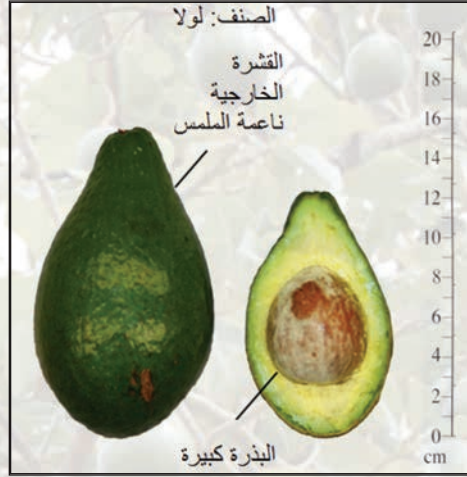 الصنف: لولا
القشرة
الخارجية
ناعمة الملمس
البذرة كبيرة
20
18
16
14
12
10
8
6
4
2
0
cm